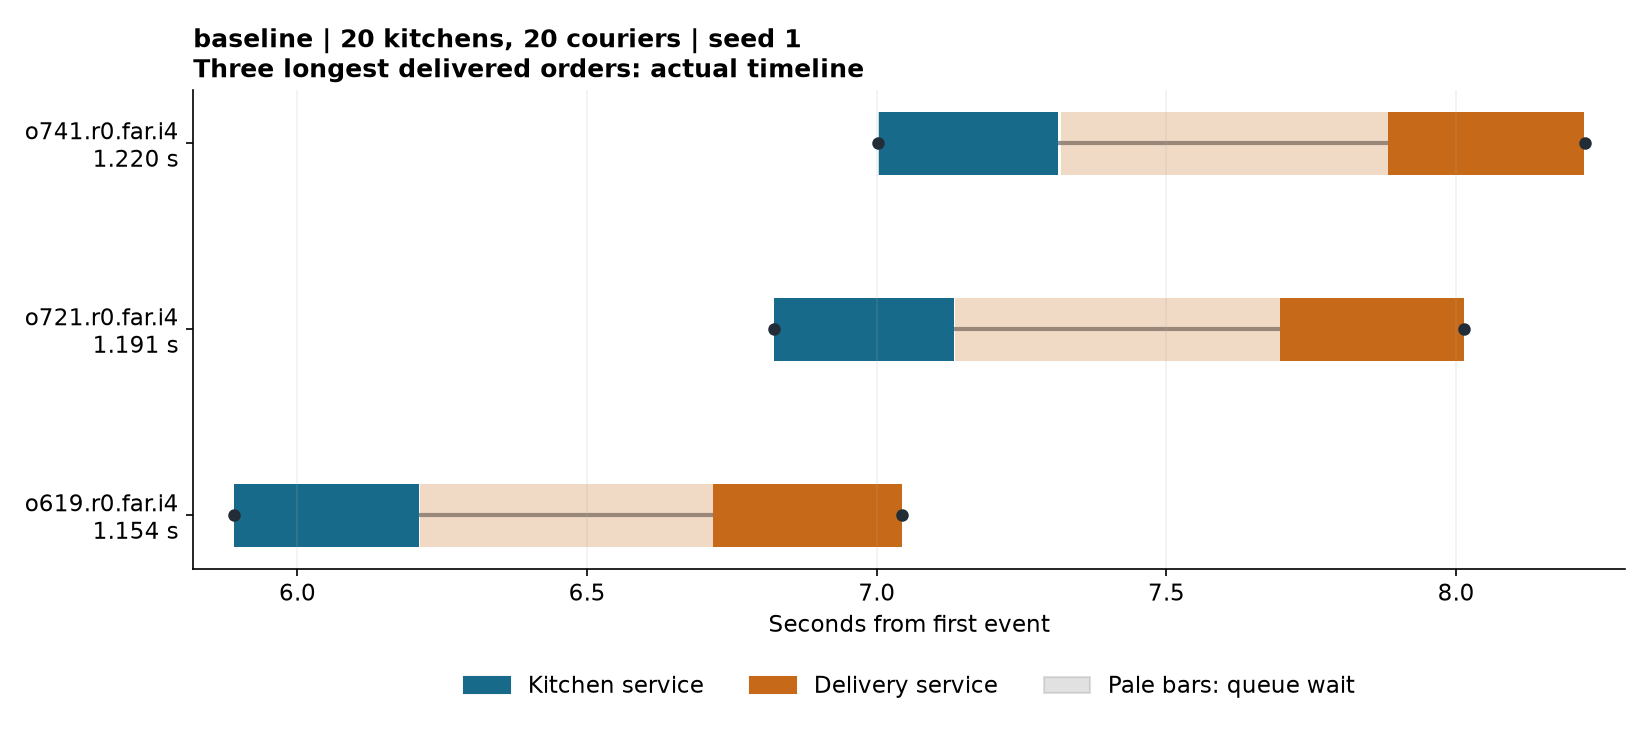 baseline | 20 kitchens, 20 couriers | seed 1
Three longest delivered orders: actual timeline
o741.r0.far.i4
1.220 s
o721.r0.far.i4
1.191 s
o619.r0.far.i4
1.154 s
6.0 6.5 7.0 7.5 8.0
Seconds from first event
Kitchen service Delivery service Pale bars: queue wait